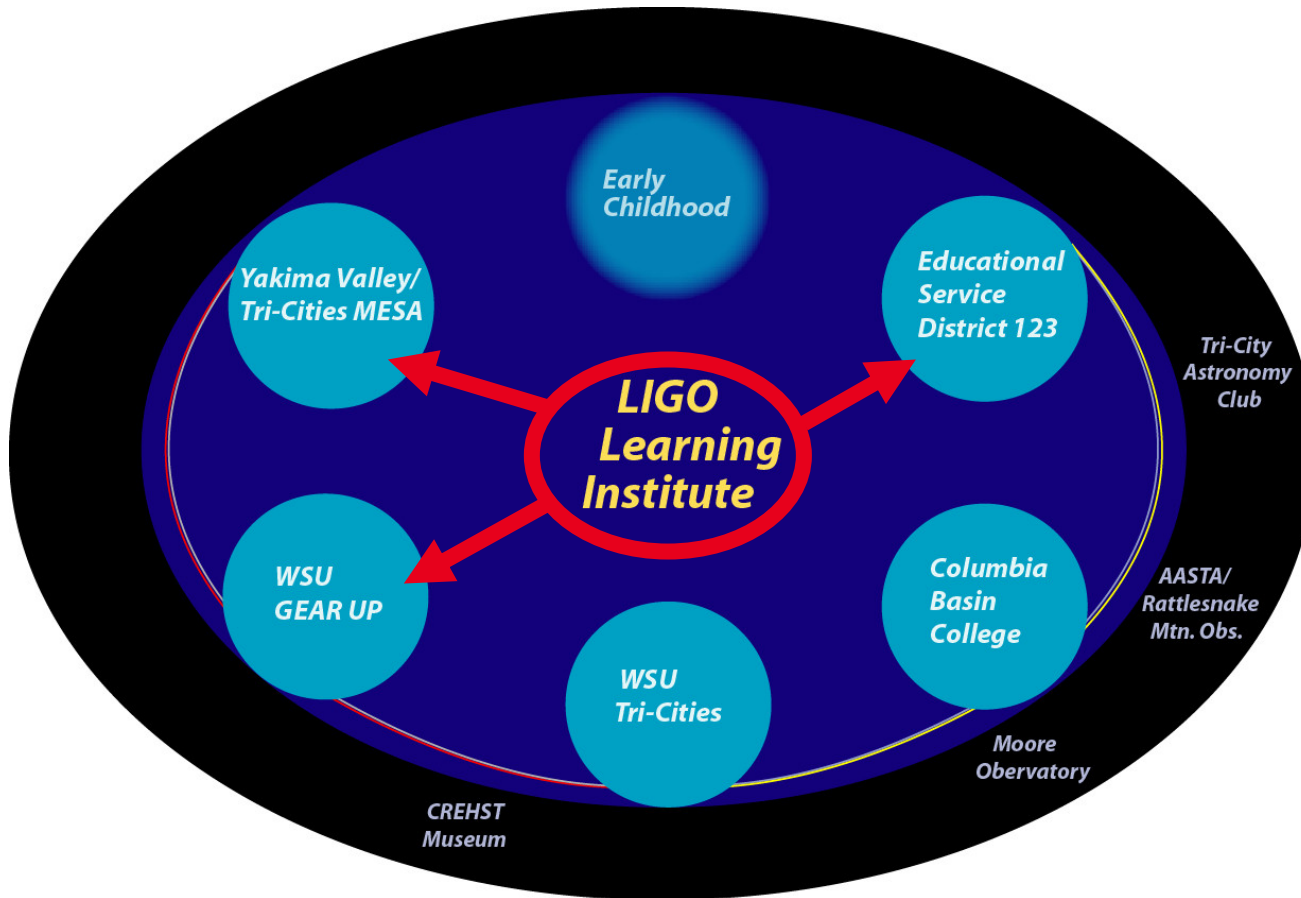 Early
Childhood
Yakima Valley/
Tri-Cities MESA
Educational
Service
District 123
Tri-City
Astronomy
Club
LIGO
Learning
Institute
WSU
GEAR UP
Columbia
Basin
College
AASTA/
Rattlesnake
Mtn. Obs.
WSU
Tri-Cities
Moore
Obervatory
CREHST
Museum